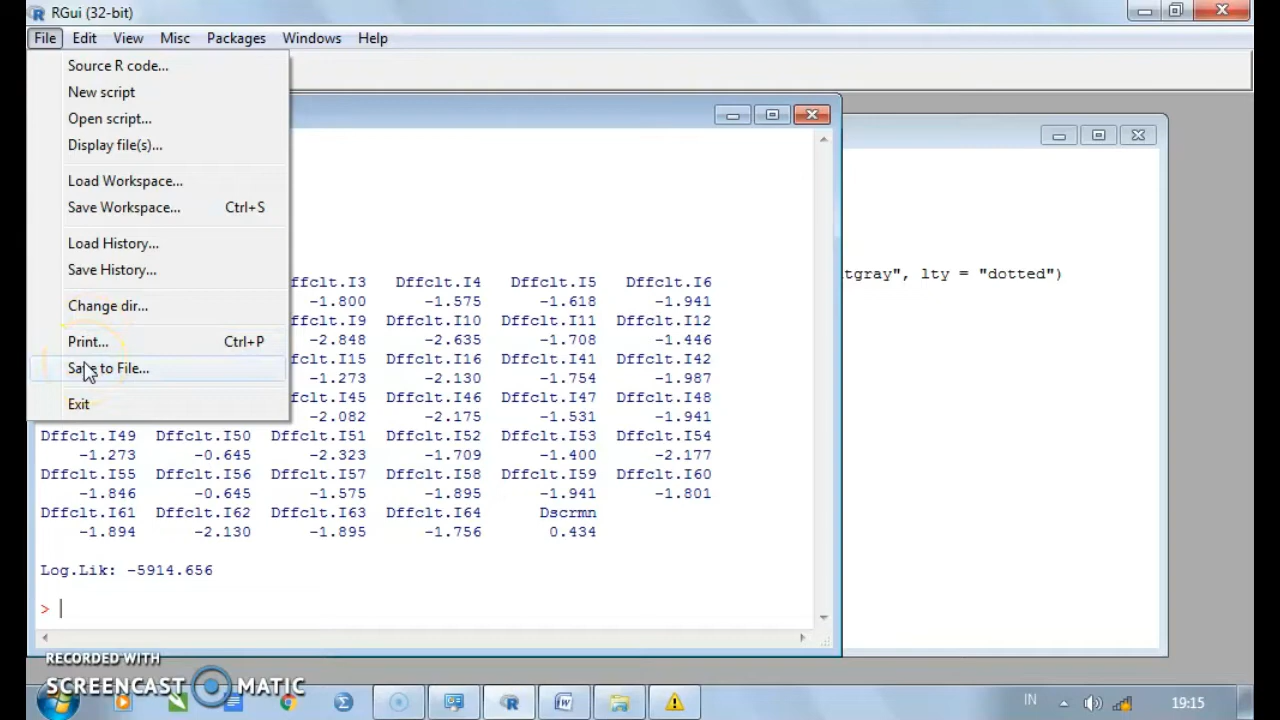 RGui (32-bit)
File Edit View Misc Packages Windows Help
Source R code...
New script
Open script...
Display file(s)...
Load Workspace...
Save Workspace... Ctrl+S
Load History...
Save History...
Change dir...
Print... Ctrl+P
Save to File...
Exit
tgray", lty = "dotted")
ffclt.I3 Dffclt.I4 Dffclt.I5 Dffclt.I6
-1.800 -1.575 -1.618 -1.941
ffclt.I9 Dffclt.I10 Dffclt.I11 Dffclt.I12
-2.848 -2.635 -1.708 -1.446
ffclt.I15 Dffclt.I16 Dffclt.I41 Dffclt.I42
-1.273 -2.130 -1.754 -1.987
ffclt.I45 Dffclt.I46 Dffclt.I47 Dffclt.I48
-2.082 -2.175 -1.531 -1.941
Dffclt.I49 Dffclt.I50 Dffclt.I51 Dffclt.I52 Dffclt.I53 Dffclt.I54
-1.273 -0.645 -2.323 -1.709 -1.400 -2.177
Dffclt.I55 Dffclt.I56 Dffclt.I57 Dffclt.I58 Dffclt.I59 Dffclt.I60
-1.846 -0.645 -1.575 -1.895 -1.941 -1.801
Dffclt.I61 Dffclt.I62 Dffclt.I63 Dffclt.I64 Dscrmn
-1.894 -2.130 -1.895 -1.756 0.434
Log.Lik: -5914.656
>
RECORDED WITH
SCREENCAST MATIC
IN 19:15